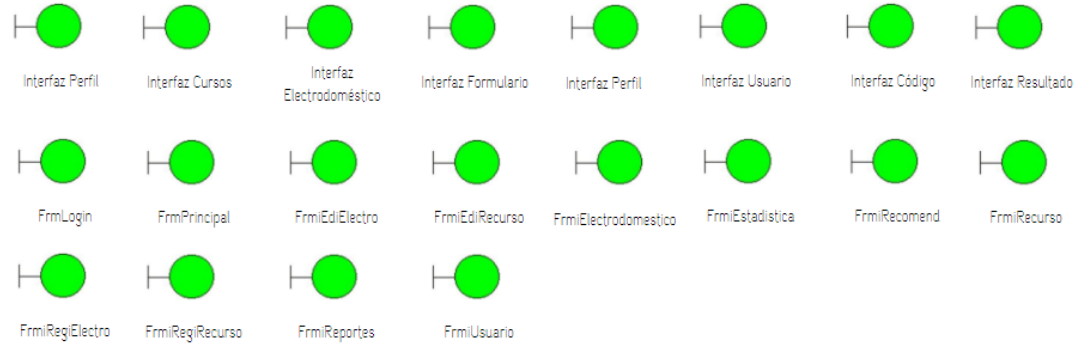 Interfaz Perfil
Interfaz Cursos
Interfaz
Electrodoméstico
Interfaz Formulario
Interfaz Perfil
Interfaz Usuario
Interfaz Código
Interfaz Resultado
FrmLogin
FrmPrincipal
FrmiEdiElectro
FrmiEdiRecurso
FrmiElectrodomestico
FrmiEstadistica
FrmiRecomend
FrmiRecurso
FrmiRegiElectro
FrmiRegiRecurso
FrmiReportes
FrmiUsuario